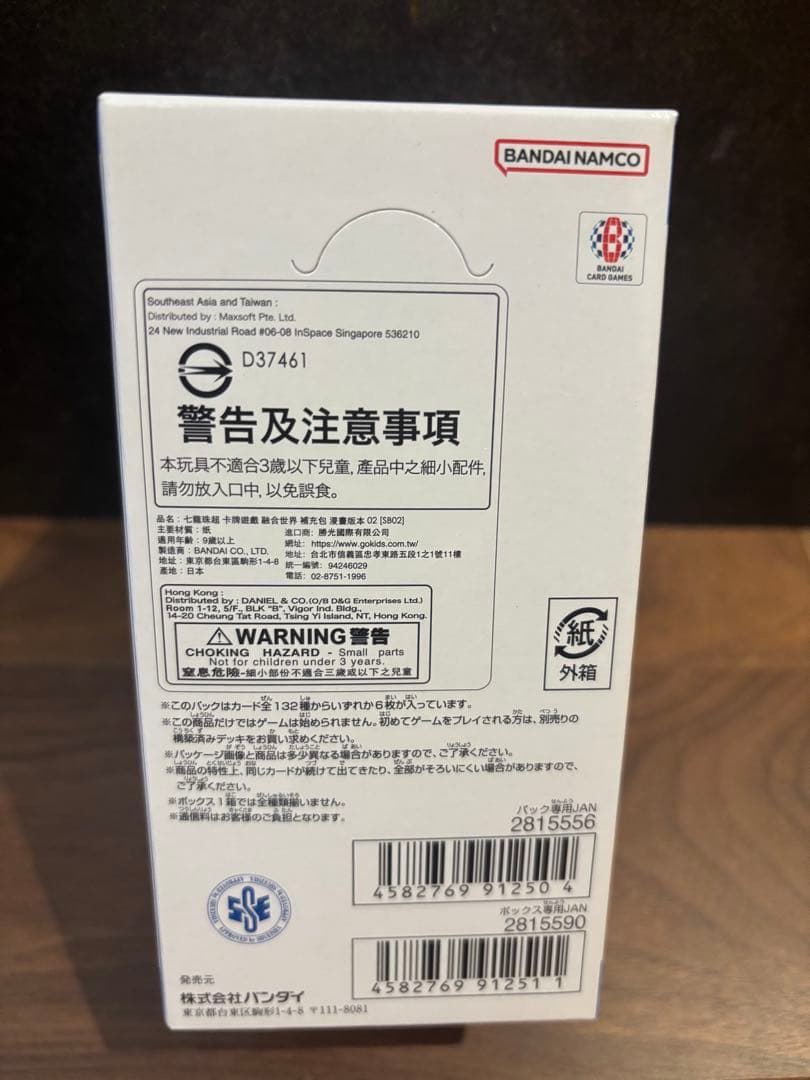 BANDAI NAMCO
BANDAI
CARD GAMES
Southeast Asia and Taiwan :
Distributed by : Maxsoft Pte. Ltd.
24 New Industrial Road #06-08 InSpace Singapore 536210
D37461
警告及注意事項
本玩具不適合3歲以下兒童, 產品中之細小配件,
請勿放入口中, 以免誤食。
品名：七龍珠超 卡牌遊戲 融合世界 補充包 漫畫版本 02 [SB02]
主要材質：紙
適用年齡：9歲以上
製造商：BANDAI CO., LTD.
地址：東京都台東區駒形1-4-8
產地：日本
進口商：勝光國際有限公司
網址：https://www.gokids.com.tw/
地址：台北市信義區忠孝東路五段1之1號11樓
統一編號：94246029
電話：02-8751-1996
Hong Kong :
Distributed by : DANIEL & CO.(O/B D&G Enterprises Ltd.)
Room 1-12, 5/F., BLK "B", Vigor Ind. Bldg.,
14-20 Cheung Tat Road, Tsing Yi Island, NT, Hong Kong.
⚠WARNING 警告
CHOKING HAZARD - Small parts
Not for children under 3 years.
窒息危險-細小部份不適合三歲或以下之兒童
紙
外箱
※このパックはカード全132種からいずれか6枚が入っています。
※この商品だけではゲームは始められません。初めてゲームをプレイされる方は、別売りの
構築済みデッキをお買い求めください。
※パッケージ画像と商品は多少異なる場合がありますので、ご了承ください。
※商品の特性上、同じカードが続けて出てきたり、全部がそろいにくい場合がありますので、
ご了承ください。
※ボックス1箱では全種類揃いません。
※通信料はお客様のご負担となります。
パック専用JAN
2815556
4582769 91250 4
ボックス専用JAN
2815590
4582769 91251 1
発売元
株式会社バンダイ
東京都台東区駒形1-4-8 〒111-8081